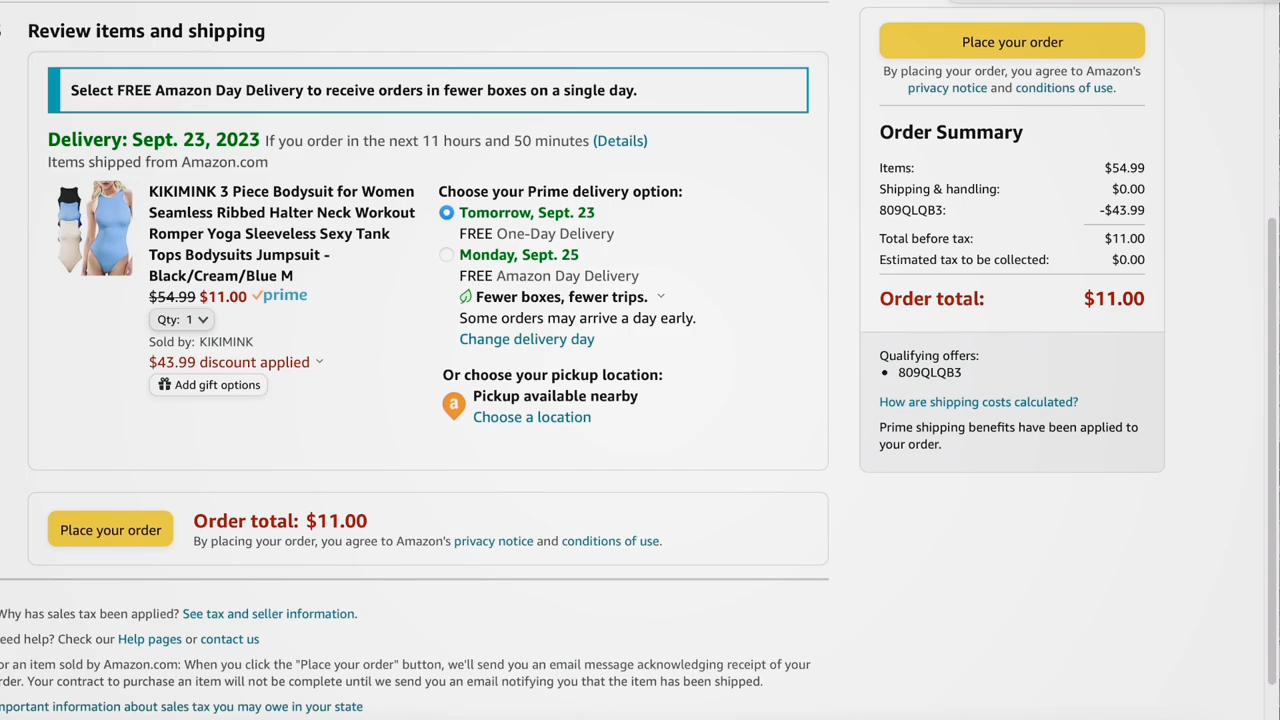 Review items and shipping
Select FREE Amazon Day Delivery to receive orders in fewer boxes on a single day.
Delivery: Sept. 23, 2023 If you order in the next 11 hours and 50 minutes (Details)
Items shipped from Amazon.com
KIKIMINK 3 Piece Bodysuit for Women
Seamless Ribbed Halter Neck Workout
Romper Yoga Sleeveless Sexy Tank
Tops Bodysuits Jumpsuit -
Black/Cream/Blue M
$54.99 $11.00 prime
Qty: 1
Sold by: KIKIMINK
$43.99 discount applied
Add gift options
Choose your Prime delivery option:
Tomorrow, Sept. 23
FREE One-Day Delivery
Monday, Sept. 25
FREE Amazon Day Delivery
Fewer boxes, fewer trips.
Some orders may arrive a day early.
Change delivery day
Or choose your pickup location:
a
Pickup available nearby
Choose a location
Place your order
Order total: $11.00
By placing your order, you agree to Amazon's privacy notice and conditions of use.
Why has sales tax been applied? See tax and seller information.
eed help? Check our Help pages or contact us
or an item sold by Amazon.com: When you click the "Place your order" button, we'll send you an email message acknowledging receipt of your
rder. Your contract to purchase an item will not be complete until we send you an email notifying you that the item has been shipped.
mportant information about sales tax you may owe in your state
Place your order
By placing your order, you agree to Amazon's
privacy notice and conditions of use.
Order Summary
Items: $54.99
Shipping & handling: $0.00
809QLQB3: -$43.99
Total before tax: $11.00
Estimated tax to be collected: $0.00
Order total: $11.00
Qualifying offers:
• 809QLQB3
How are shipping costs calculated?
Prime shipping benefits have been applied to
your order.